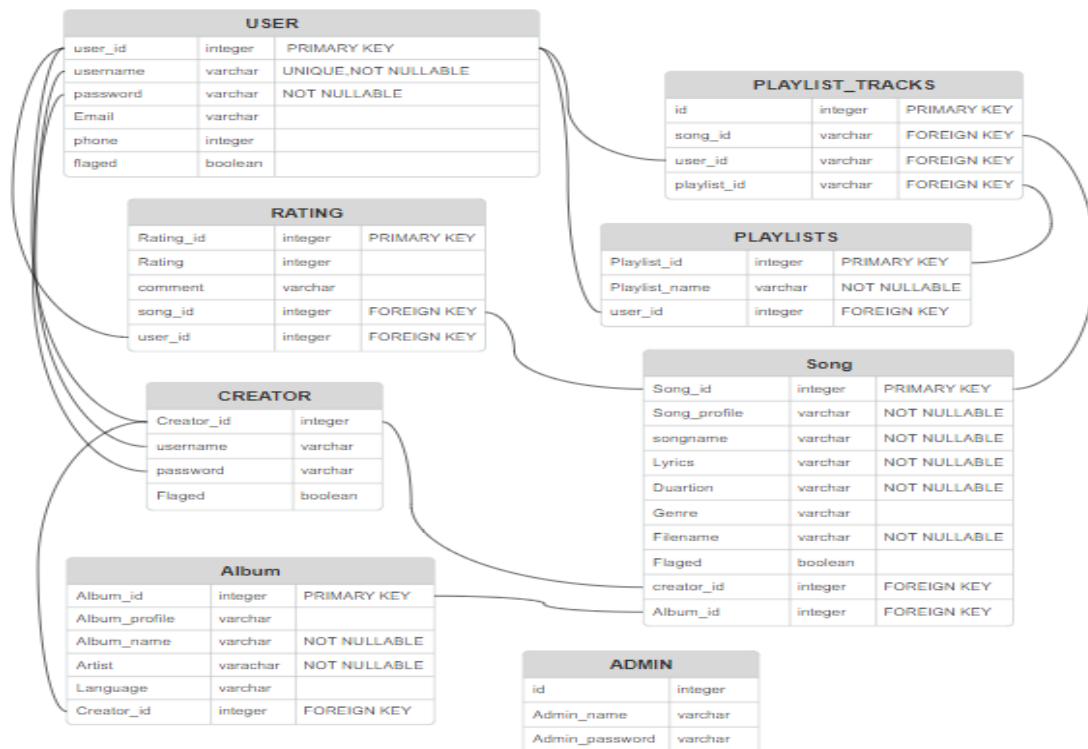 USER
user_id integer PRIMARY KEY
username varchar UNIQUE,NOT NULLABLE
password varchar NOT NULLABLE
Email varchar
phone integer
flaged boolean
PLAYLIST_TRACKS
id integer PRIMARY KEY
song_id varchar FOREIGN KEY
user_id varchar FOREIGN KEY
playlist_id varchar FOREIGN KEY
RATING
Rating_id integer PRIMARY KEY
Rating integer
comment varchar
song_id integer FOREIGN KEY
user_id integer FOREIGN KEY
PLAYLISTS
Playlist_id integer PRIMARY KEY
Playlist_name varchar NOT NULLABLE
user_id integer FOREIGN KEY
CREATOR
Creator_id integer
username varchar
password varchar
Flaged boolean
Song
Song_id integer PRIMARY KEY
Song_profile varchar NOT NULLABLE
songname varchar NOT NULLABLE
Lyrics varchar NOT NULLABLE
Duartion varchar NOT NULLABLE
Genre varchar
Filename varchar NOT NULLABLE
Flaged boolean
creator_id integer FOREIGN KEY
Album_id integer FOREIGN KEY
Album
Album_id integer PRIMARY KEY
Album_profile varchar
Album_name varchar NOT NULLABLE
Artist varachar NOT NULLABLE
Language varchar
Creator_id integer FOREIGN KEY
ADMIN
id integer
Admin_name varchar
Admin_password varchar